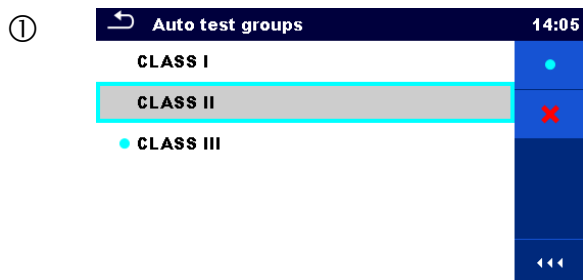 ①
Auto test groups 14:05
CLASS I
CLASS II
CLASS III